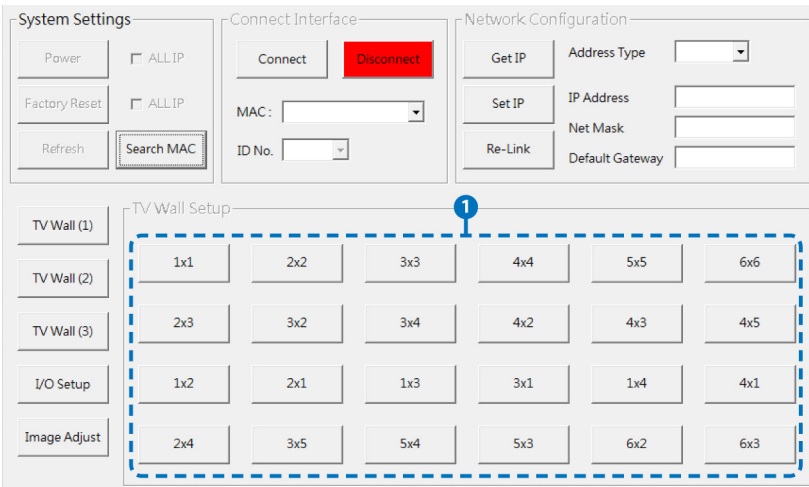 System Settings
Connect Interface
Network Configuration
Power
ALL IP
Connect
Disconnect
Get IP
Address Type
Factory Reset
ALL IP
MAC :
Set IP
IP Address
Net Mask
Refresh
Search MAC
ID No.
Re-Link
Default Gateway
TV Wall Setup
1
TV Wall (1)
TV Wall (2)
TV Wall (3)
I/O Setup
Image Adjust
1x1 2x2 3x3 4x4 5x5 6x6
2x3 3x2 3x4 4x2 4x3 4x5
1x2 2x1 1x3 3x1 1x4 4x1
2x4 3x5 5x4 5x3 6x2 6x3